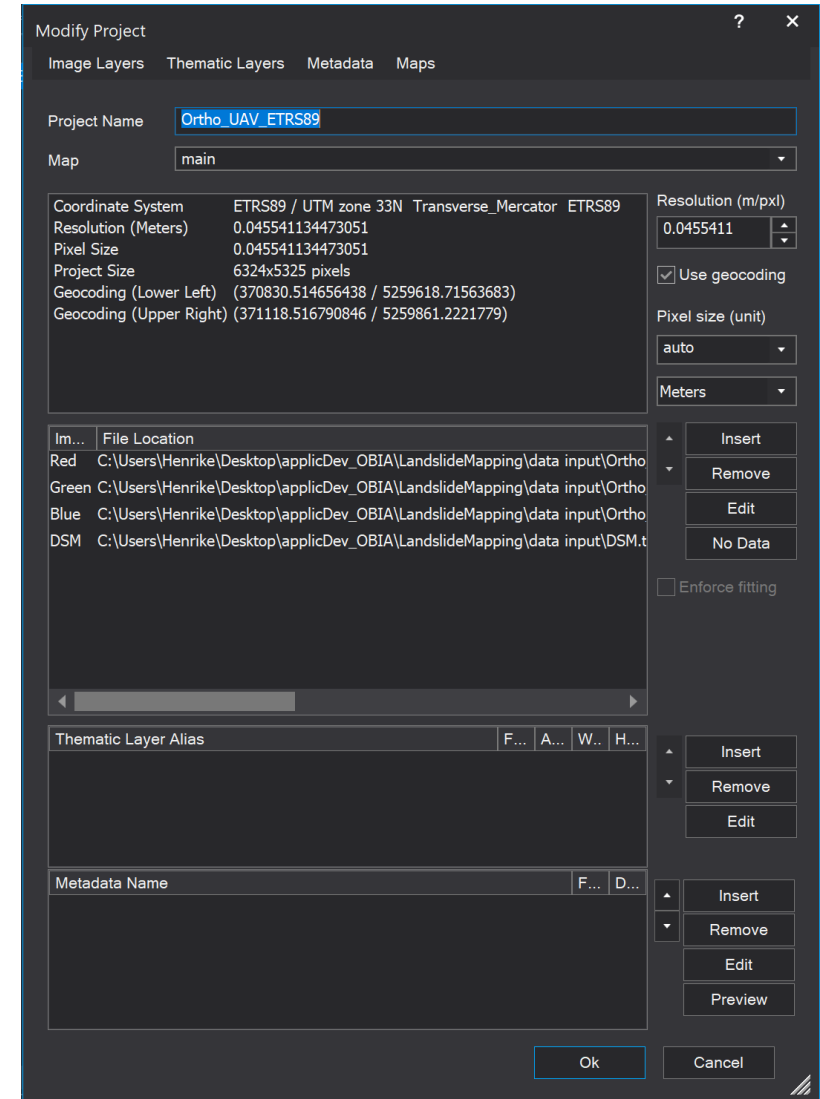 Modify Project ? ×
Image Layers Thematic Layers Metadata Maps
Project Name Ortho_UAV_ETRS89
Map main
Coordinate System ETRS89 / UTM zone 33N Transverse_Mercator ETRS89
Resolution (Meters) 0.045541134473051
Pixel Size 0.045541134473051
Project Size 6324x5325 pixels
Geocoding (Lower Left) (370830.514656438 / 5259618.71563683)
Geocoding (Upper Right) (371118.516790846 / 5259861.2221779)
Resolution (m/pxl)
0.0455411
Use geocoding
Pixel size (unit)
auto
Meters
Im... File Location
Red C:\Users\Henrike\Desktop\applicDev_OBIA\LandslideMapping\data input\Ortho
Green C:\Users\Henrike\Desktop\applicDev_OBIA\LandslideMapping\data input\Ortho
Blue C:\Users\Henrike\Desktop\applicDev_OBIA\LandslideMapping\data input\Ortho
DSM C:\Users\Henrike\Desktop\applicDev_OBIA\LandslideMapping\data input\DSM.t
Insert
Remove
Edit
No Data
Enforce fitting
Thematic Layer Alias F... A... W.. H...
Insert
Remove
Edit
Metadata Name F... D...
Insert
Remove
Edit
Preview
Ok Cancel